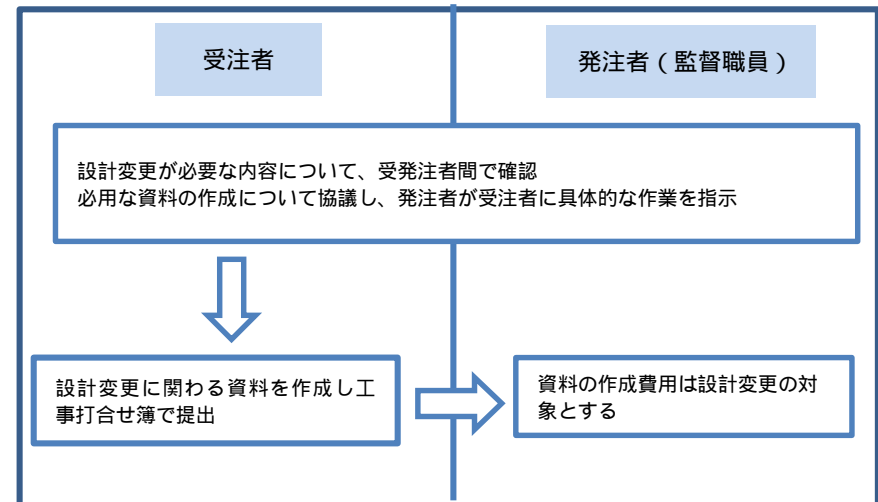 受注者
発注者（監督職員）
設計変更が必要な内容について、受発注者間で確認
必用な資料の作成について協議し、発注者が受注者に具体的な作業を指示
設計変更に関わる資料を作成し工
事打合せ簿で提出
資料の作成費用は設計変更の対
象とする